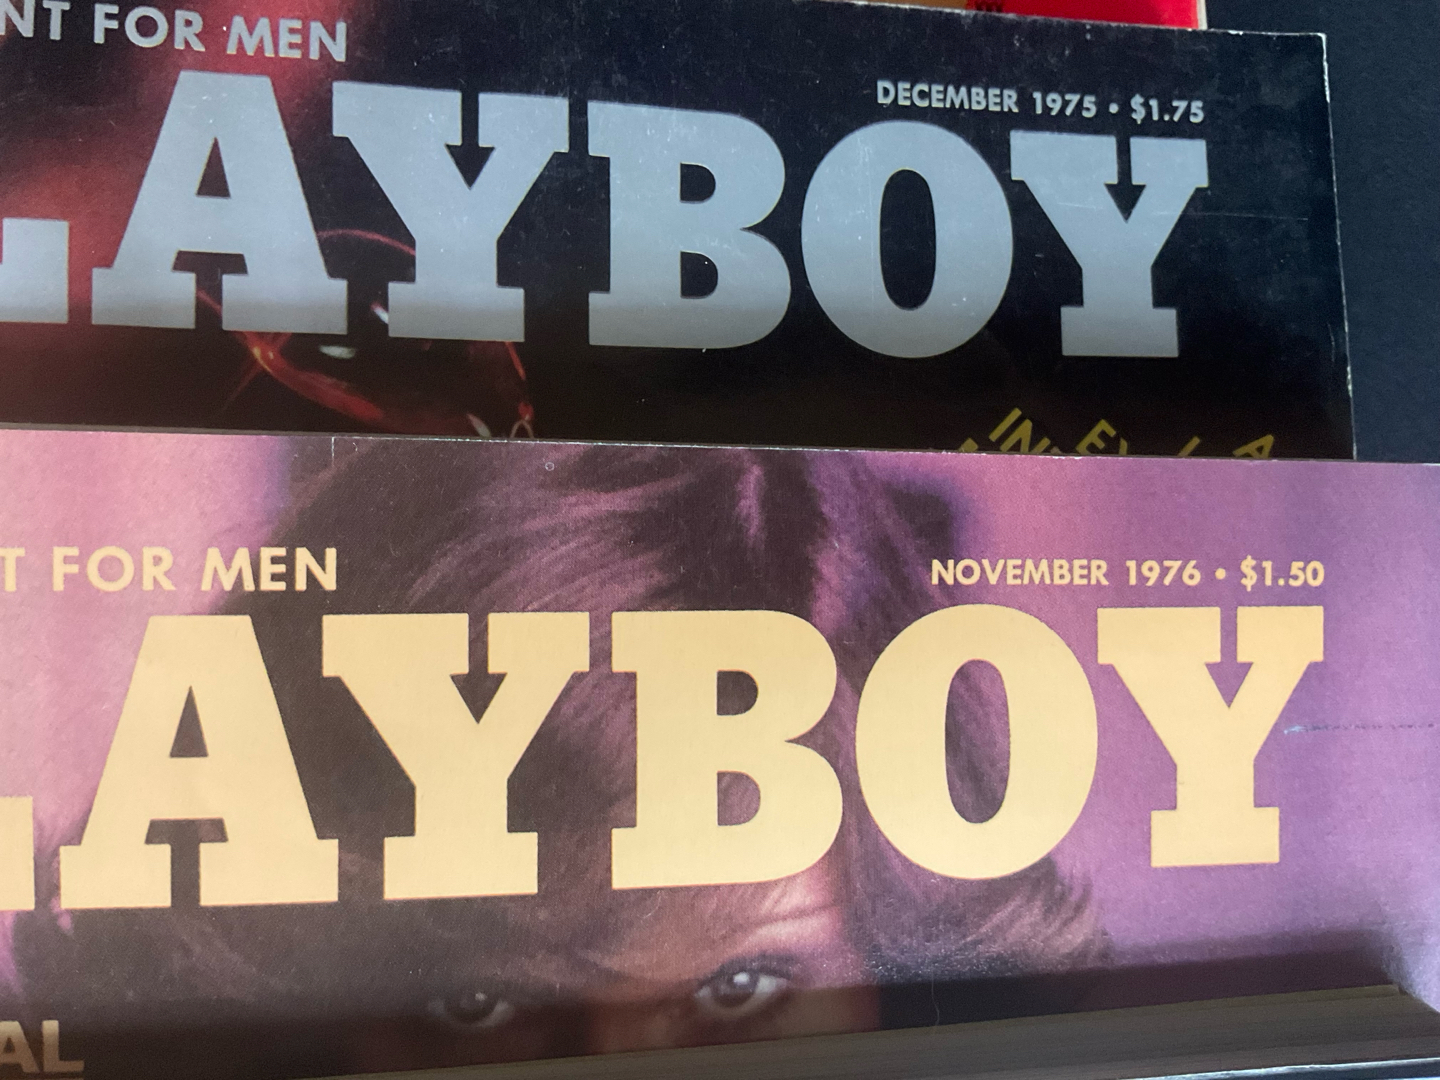 NT FOR MEN
DECEMBER 1975 • $1.75
LAYBOY
T FOR MEN
NOVEMBER 1976 • $1.50
LAYBOY
AL